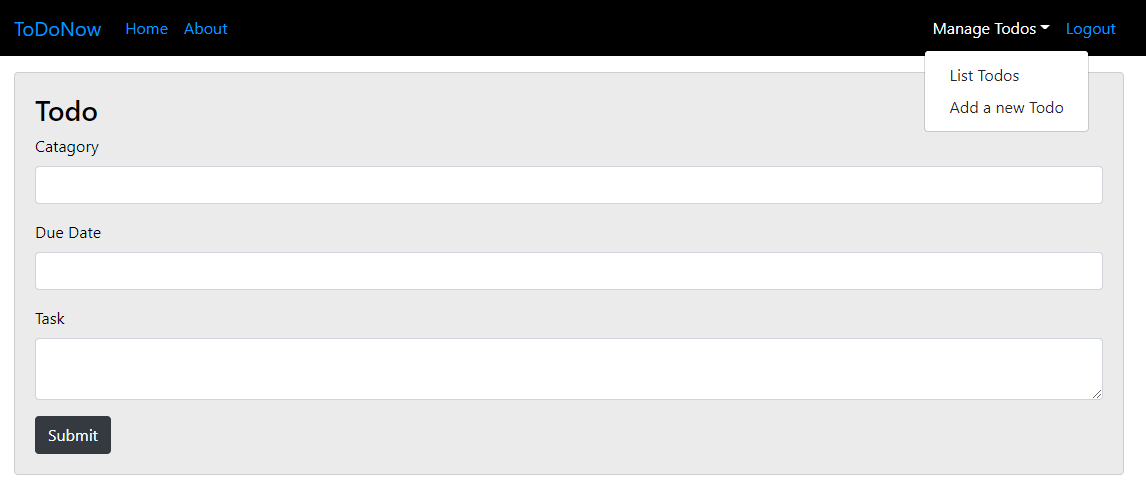 ToDoNow Home About Manage Todos Logout
List Todos
Add a new Todo
Todo
Catagory
Due Date
Task
Submit